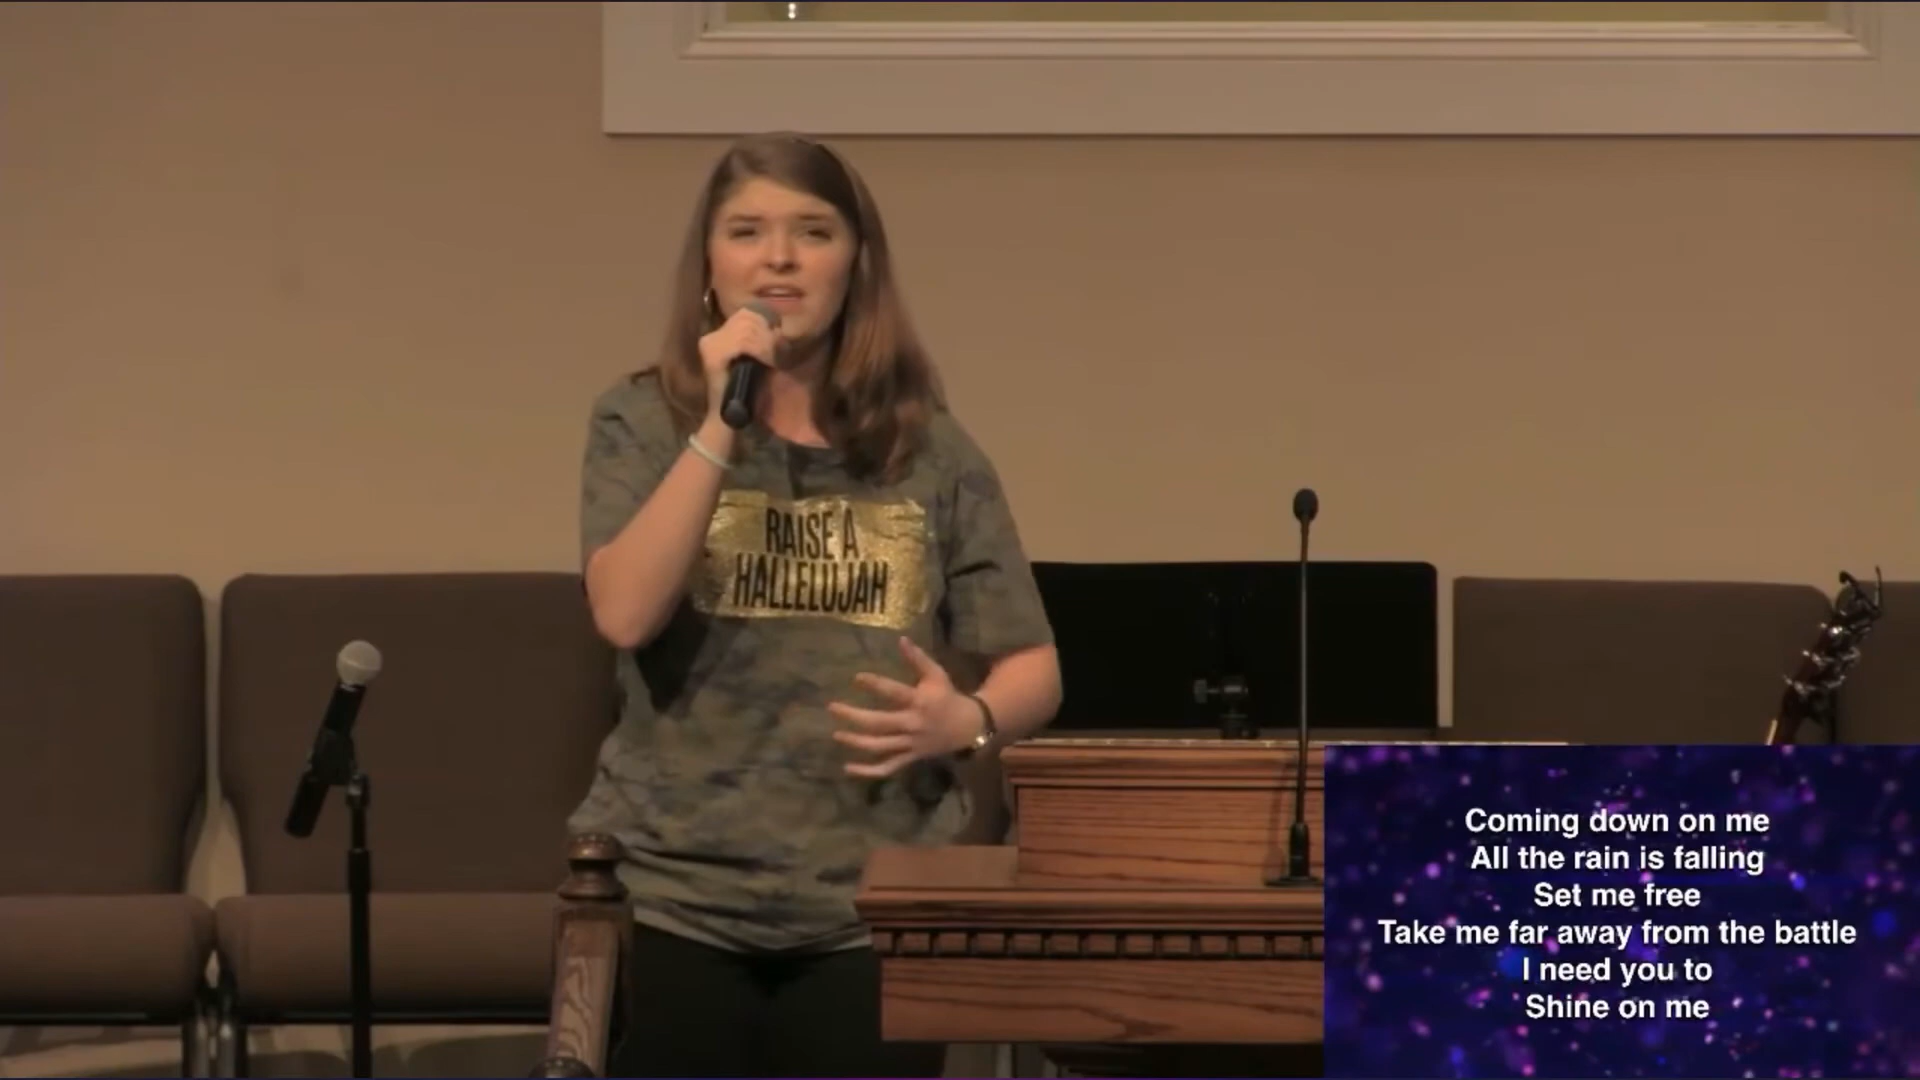 RAISE A
HALLELUJAH
Coming down on me
All the rain is falling
Set me free
Take me far away from the battle
I need you to
Shine on me